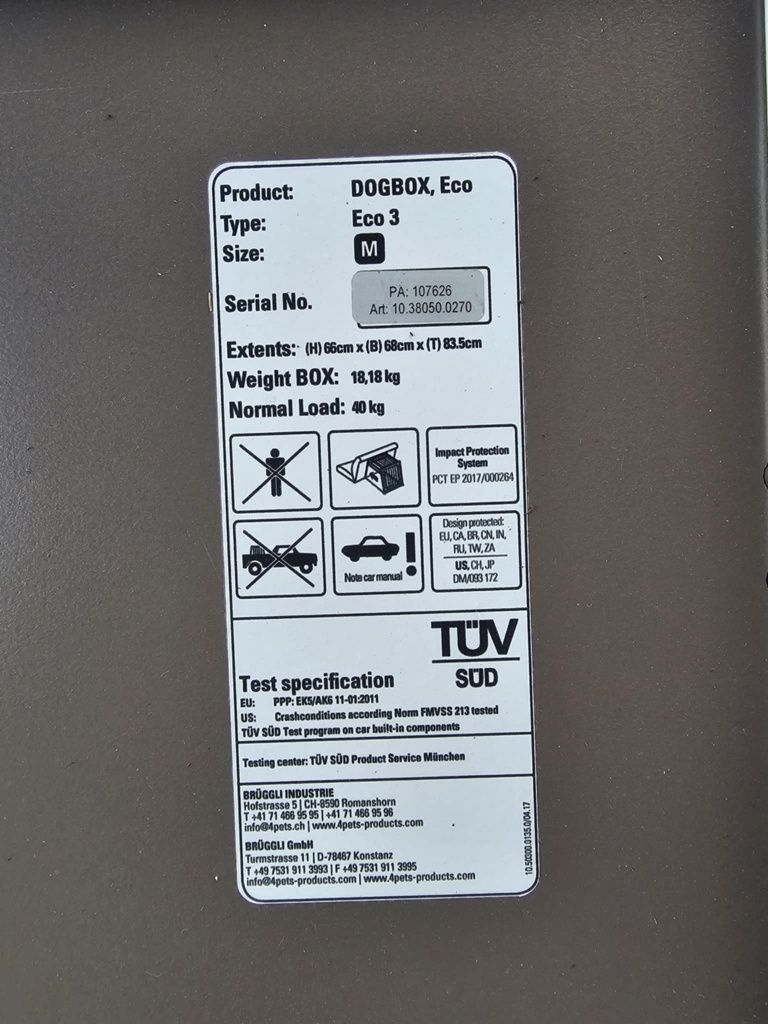 Product: DOGBOX, Eco
Type: Eco 3
Size: M
Serial No. PA: 107626
Art: 10.38050.0270
Extents: (H) 66cm x (B) 68cm x (T) 83.5cm
Weight BOX: 18,18 kg
Normal Load: 40 kg
Impact Protection
System
PCT EP 2017/000264
Note car manual
Design protected:
EU, CA, BR, CN, IN,
RU, TW, ZA
US, CH, JP
DM/093 172
TÜV
SÜD
Test specification
EU: PPP: EK5/AK6 11-01:2011
US: Crashconditions according Norm FMVSS 213 tested
TÜV SÜD Test program on car built-in components
Testing center: TÜV SÜD Product Service München
BRÜGGLI INDUSTRIE
Hofstrasse 5 | CH-8590 Romanshorn
T +41 71 466 95 95 | +41 71 466 95 96
info@4pets.ch | www.4pets-products.com
BRÜGGLI GmbH
Turmstrasse 11 | D-78467 Konstanz
T +49 7531 911 3993 | F +49 7531 911 3995
info@4pets-products.com | www.4pets-products.com
10.50300.0135.0/04.17